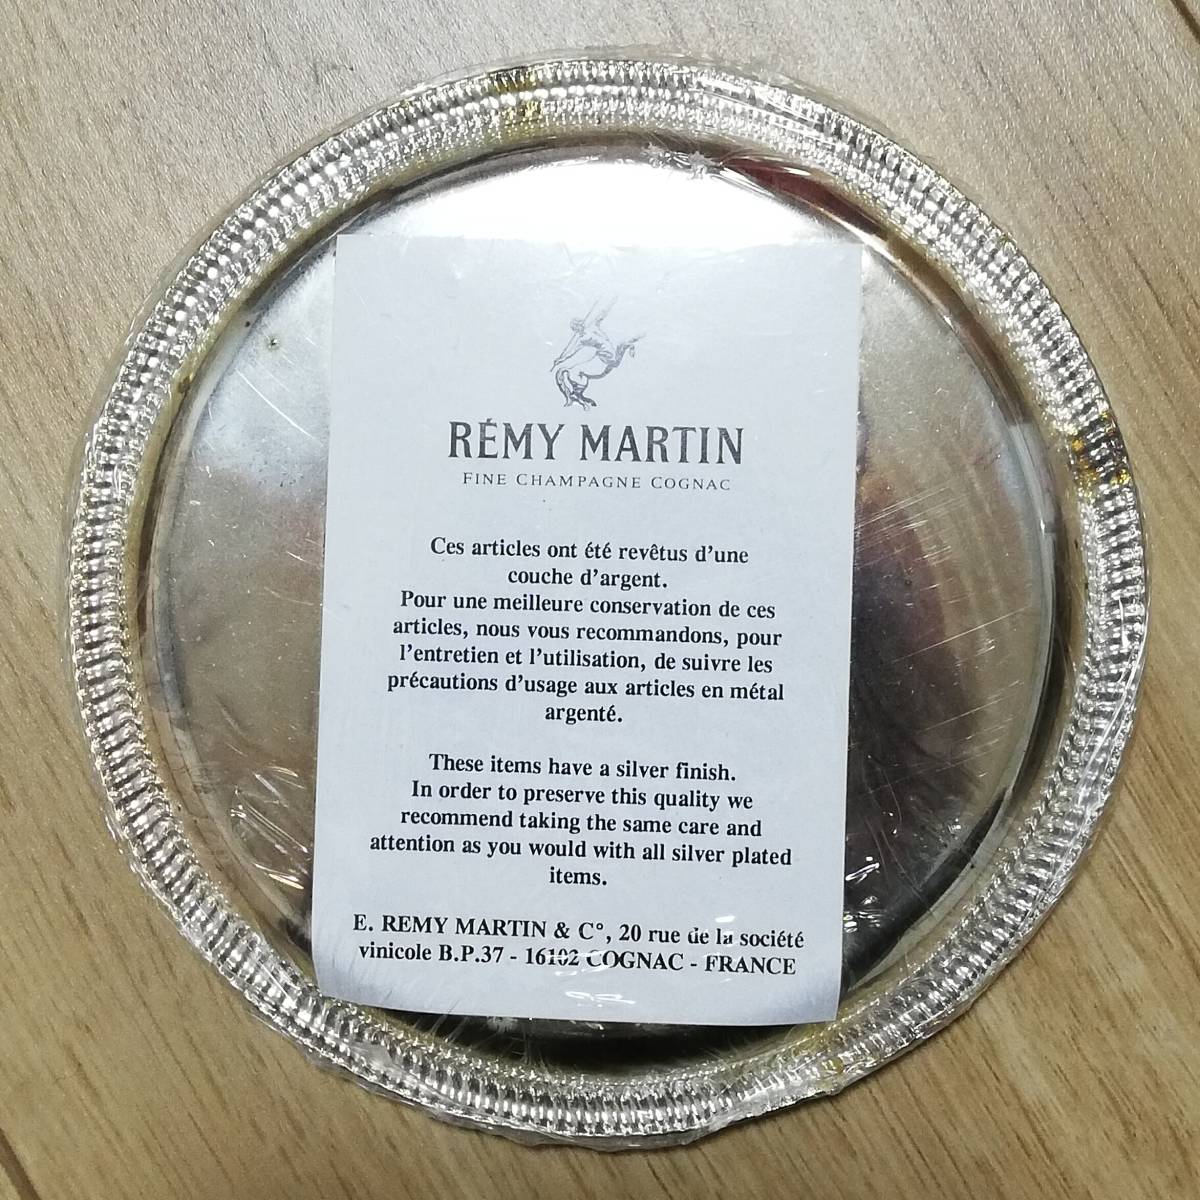 RÉMY MARTIN
FINE CHAMPAGNE COGNAC
Ces articles ont été revêtus d'une
couche d'argent.
Pour une meilleure conservation de ces
articles, nous vous recommandons, pour
l'entretien et l'utilisation, de suivre les
précautions d'usage aux articles en métal
argenté.
These items have a silver finish.
In order to preserve this quality we
recommend taking the same care and
attention as you would with all silver plated
items.
E. REMY MARTIN & C°, 20 rue de la société
vinicole B.P.37 - 16102 COGNAC - FRANCE